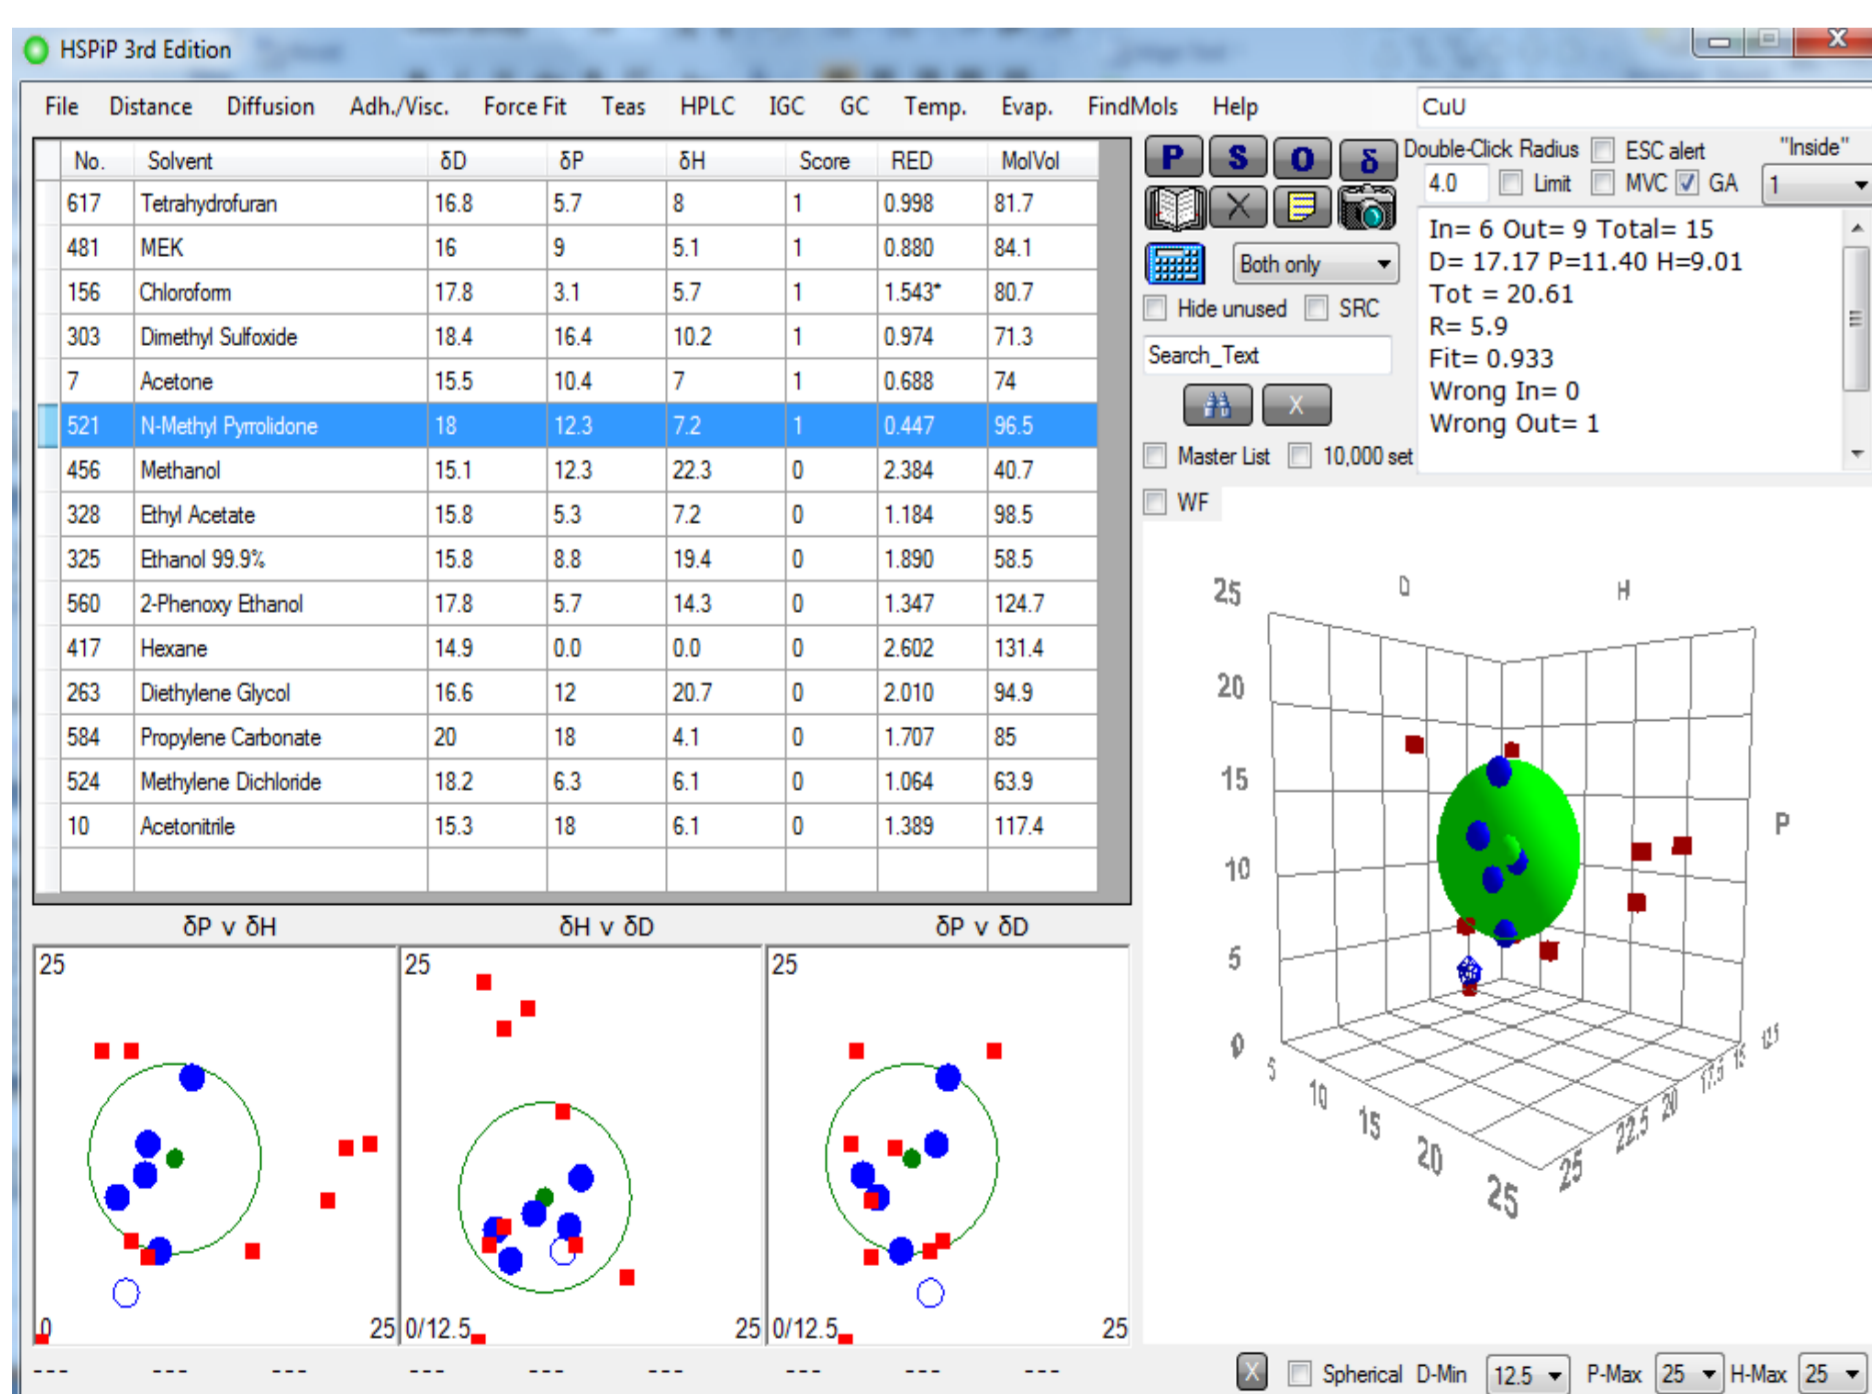 HSPiP 3rd Edition
File Distance Diffusion Adh./Visc. Force Fit Teas HPLC IGC GC Temp. Evap. FindMols Help CuU
No. Solvent δD δP δH Score RED MolVol
617 Tetrahydrofuran 16.8 5.7 8 1 0.998 81.7
481 MEK 16 9 5.1 1 0.880 84.1
156 Chloroform 17.8 3.1 5.7 1 1.543* 80.7
303 Dimethyl Sulfoxide 18.4 16.4 10.2 1 0.974 71.3
7 Acetone 15.5 10.4 7 1 0.688 74
521 N-Methyl Pyrrolidone 18 12.3 7.2 1 0.447 96.5
456 Methanol 15.1 12.3 22.3 0 2.384 40.7
328 Ethyl Acetate 15.8 5.3 7.2 0 1.184 98.5
325 Ethanol 99.9% 15.8 8.8 19.4 0 1.890 58.5
560 2-Phenoxy Ethanol 17.8 5.7 14.3 0 1.347 124.7
417 Hexane 14.9 0.0 0.0 0 2.602 131.4
263 Diethylene Glycol 16.6 12 20.7 0 2.010 94.9
584 Propylene Carbonate 20 18 4.1 0 1.707 85
524 Methylene Dichloride 18.2 6.3 6.1 0 1.064 63.9
10 Acetonitrile 15.3 18 6.1 0 1.389 117.4
P S O δ
Double-Click Radius ESC alert "Inside"
4.0 Limit MVC GA 1
Both only
Hide unused SRC
Search_Text
X
Master List 10,000 set
WF
In= 6 Out= 9 Total= 15
D= 17.17 P=11.40 H=9.01
Tot = 20.61
R= 5.9
Fit= 0.933
Wrong In= 0
Wrong Out= 1
25 D H
20
15
P
10
5
0
5 10 15 20 25
25 22.5 20 17.5 15 12.5
δP v δH δH v δD δP v δD
25 25 25
0 25 0/12.5 25 0/12.5 25
--- --- --- --- --- --- --- --- ---
X Spherical D-Min 12.5 P-Max 25 H-Max 25